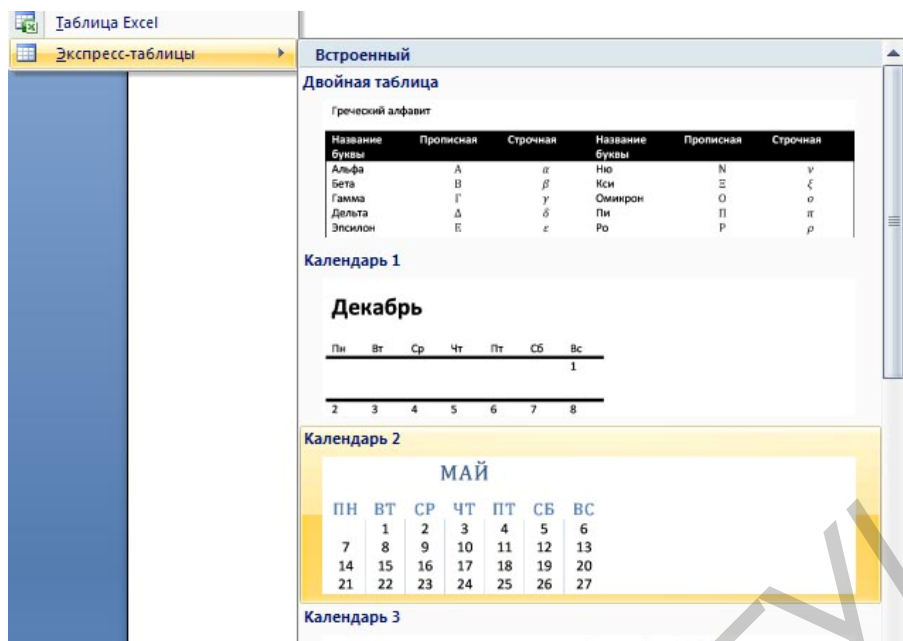 Таблица Excel
Экспресс-таблицы
Встроенный
Двойная таблица
Греческий алфавит
Название буквы Прописная Строчная Название буквы Прописная Строчная
Альфа Α α Ню Ν ν
Бета Β β Кси Ξ ξ
Гамма Γ γ Омикрон Ο ο
Дельта Δ δ Пи Π π
Эпсилон Ε ε Ро Ρ ρ
Календарь 1
Декабрь
Пн Вт Ср Чт Пт Сб Вс
1
2 3 4 5 6 7 8
Календарь 2
МАЙ
ПН ВТ СР ЧТ ПТ СБ ВС
1 2 3 4 5 6
7 8 9 10 11 12 13
14 15 16 17 18 19 20
21 22 23 24 25 26 27
Календарь 3